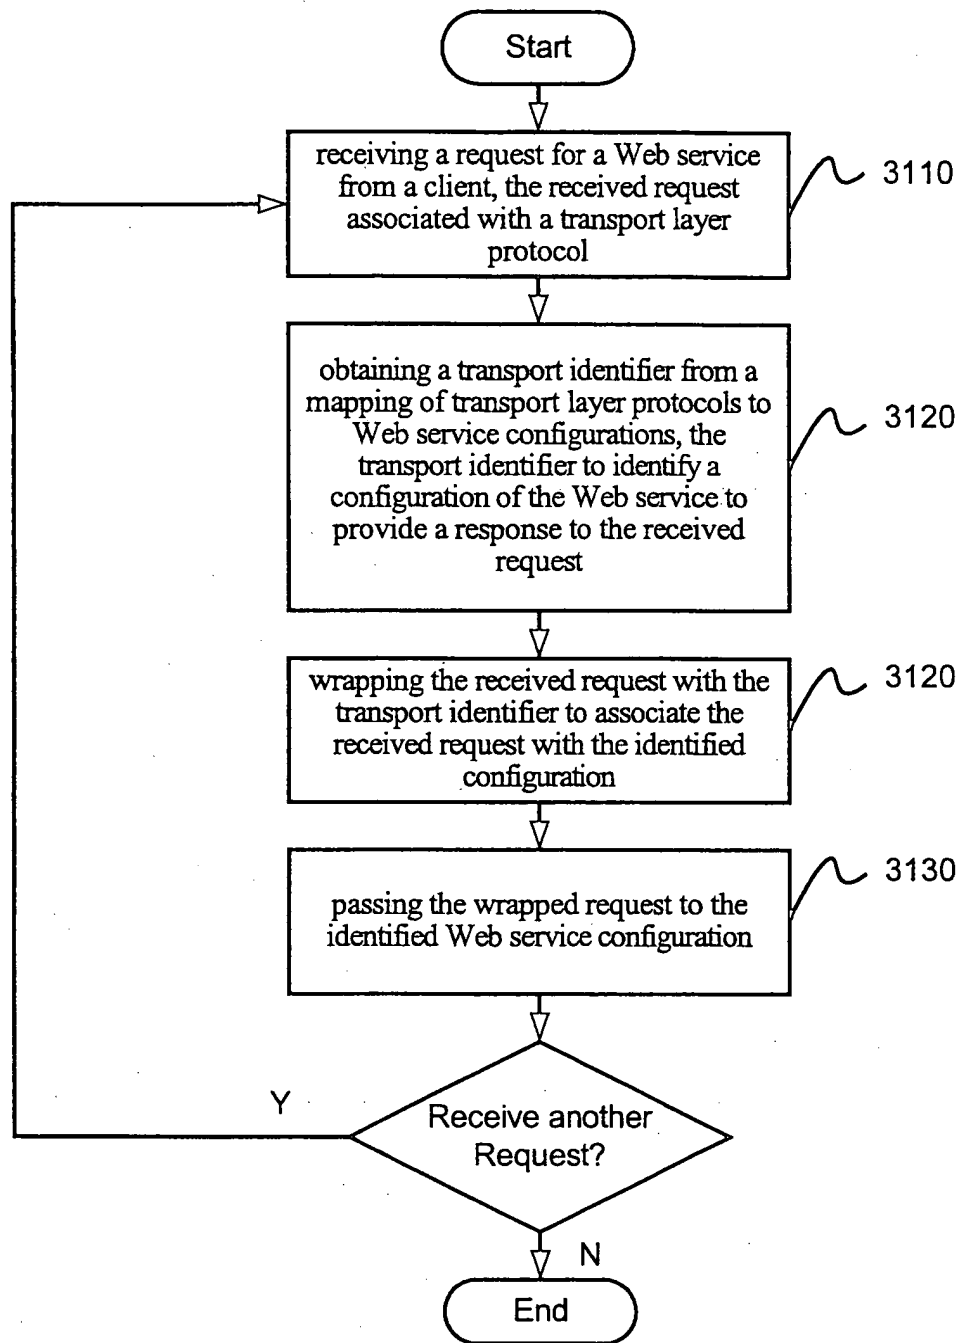 Start
receiving a request for a Web service
from a client, the received request
associated with a transport layer
protocol
3110
obtaining a transport identifier from a
mapping of transport layer protocols to
Web service configurations, the
transport identifier to identify a
configuration of the Web service to
provide a response to the received
request
3120
wrapping the received request with the
transport identifier to associate the
received request with the identified
configuration
3120
passing the wrapped request to the
identified Web service configuration
3130
Y
Receive another
Request?
N
End